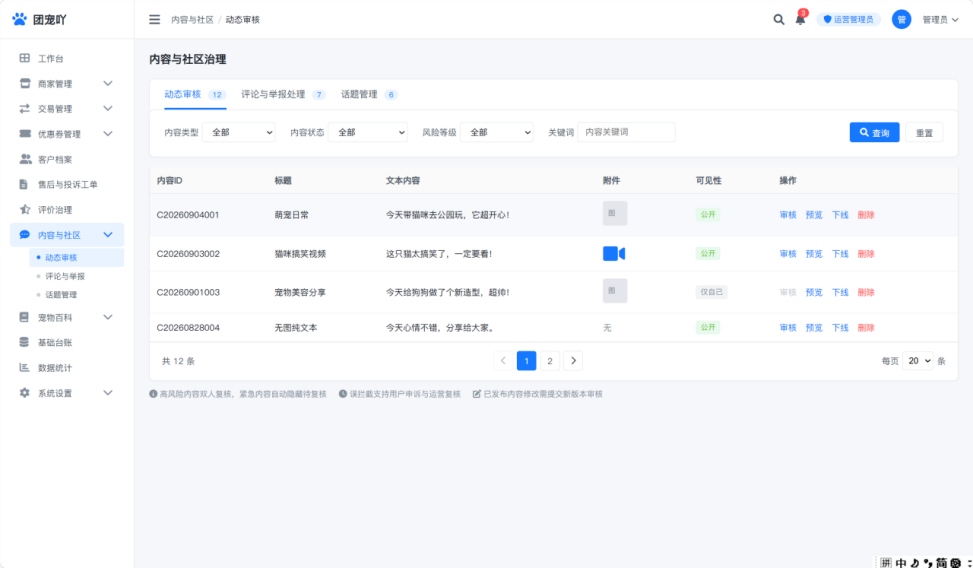 团宠吖
内容与社区 / 动态审核
3
运营管理员
管
管理员
工作台
商家管理
交易管理
优惠券管理
客户档案
售后与投诉工单
评价治理
内容与社区
动态审核
评论与举报
话题管理
宠物百科
基础台账
数据统计
系统设置
内容与社区治理
动态审核 12 评论与举报处理 7 话题管理 6
内容类型 全部 内容状态 全部 风险等级 全部 关键词 内容关键词 查询 重置
内容ID 标题 文本内容 附件 可见性 操作
C20260904001 萌宠日常 今天带猫咪去公园玩，它超开心！ 图 公开 审核 预览 下线 删除
C20260903002 猫咪搞笑视频 这只猫太搞笑了，一定要看！ 公开 审核 预览 下线 删除
C20260901003 宠物美容分享 今天给狗狗做了个新造型，超帅！ 图 仅自己 审核 预览 下线 删除
C20260828004 无图纯文本 今天心情不错，分享给大家。 无 公开 审核 预览 下线 删除
共 12 条 1 2 每页 20 条
高风险内容双人复核，紧急内容自动隐藏待复核 误拦截支持用户申诉与运营复核 已发布内容修改需提交新版本审核
拼 中 简